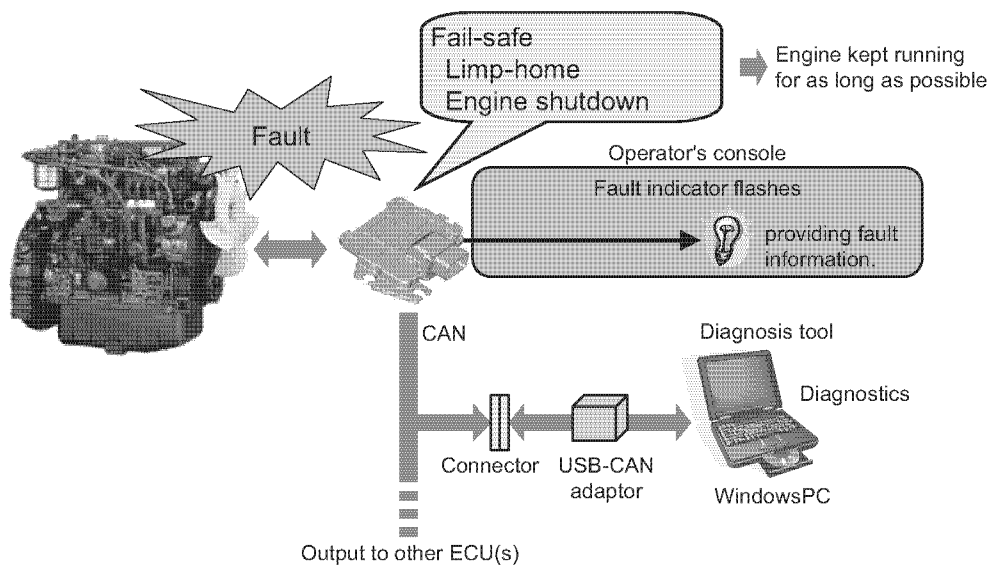 Fail-safe
Limp-home
Engine shutdown
Engine kept running
for as long as possible
Fault
Operator's console
Fault indicator flashes
providing fault
information.
CAN
Diagnosis tool
Diagnostics
Connector
USB-CAN
adaptor
WindowsPC
Output to other ECU(s)